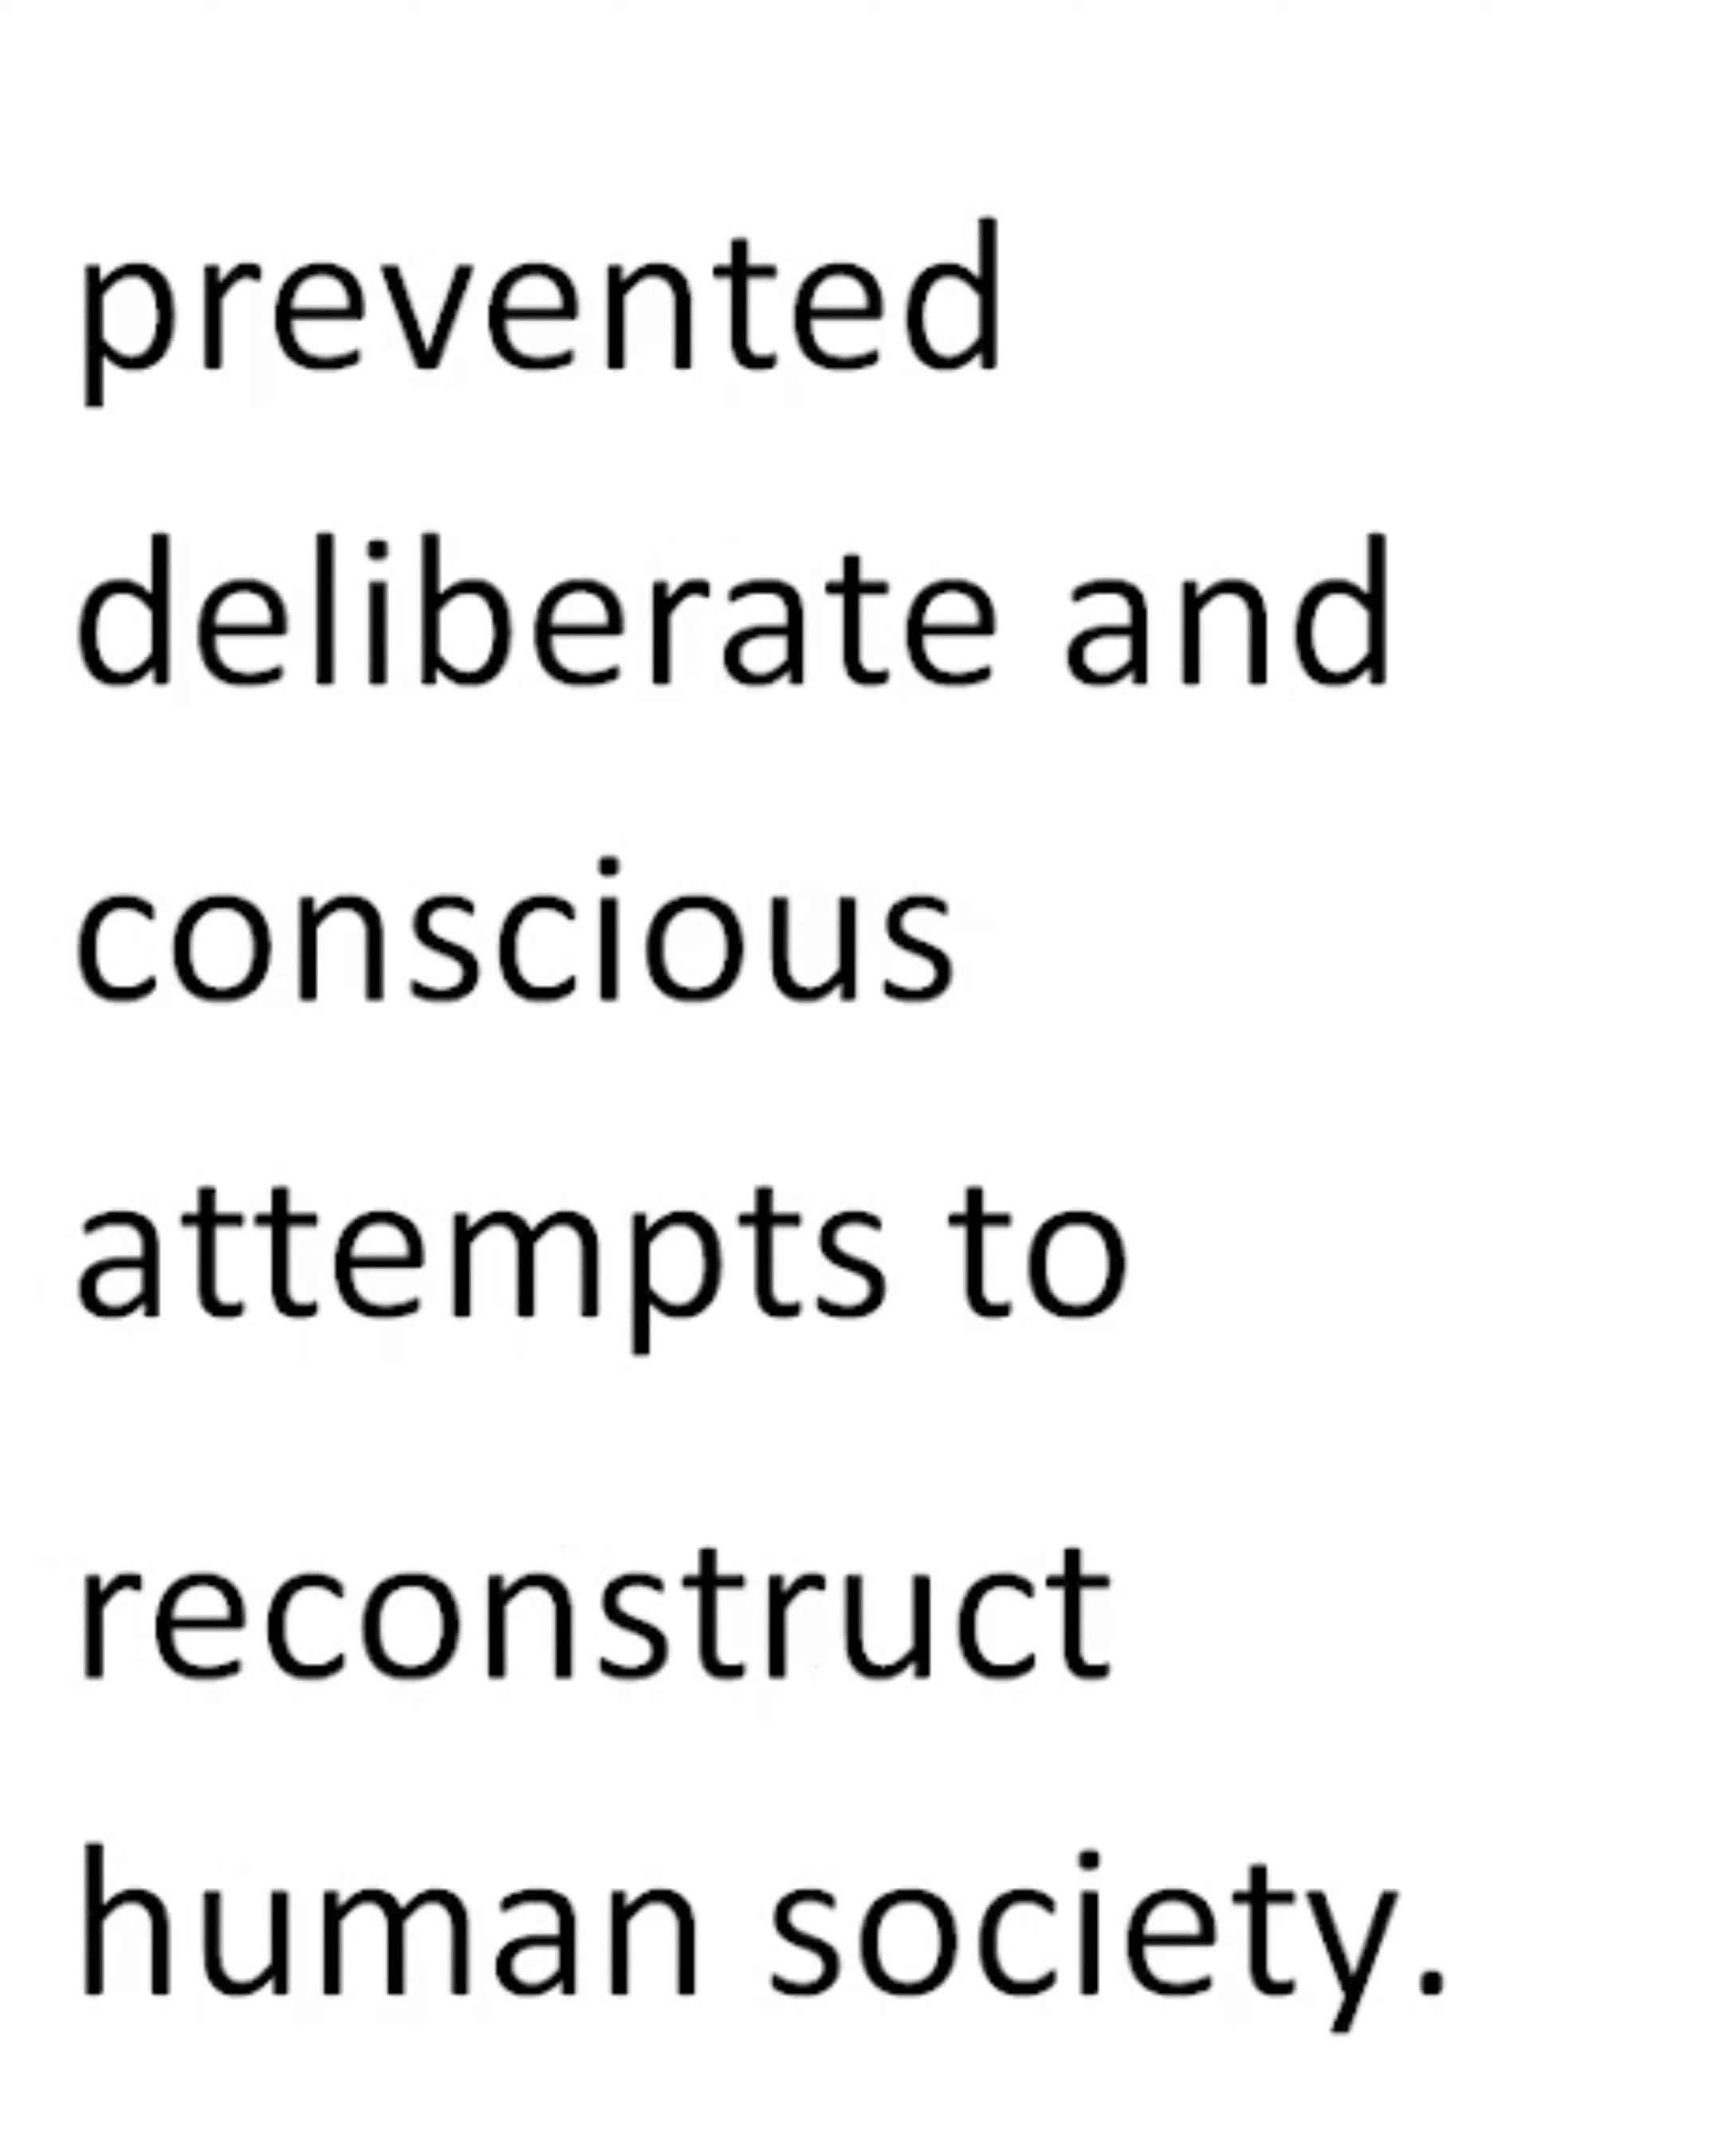 prevented
deliberate and
conscious
attempts to
reconstruct
human society.